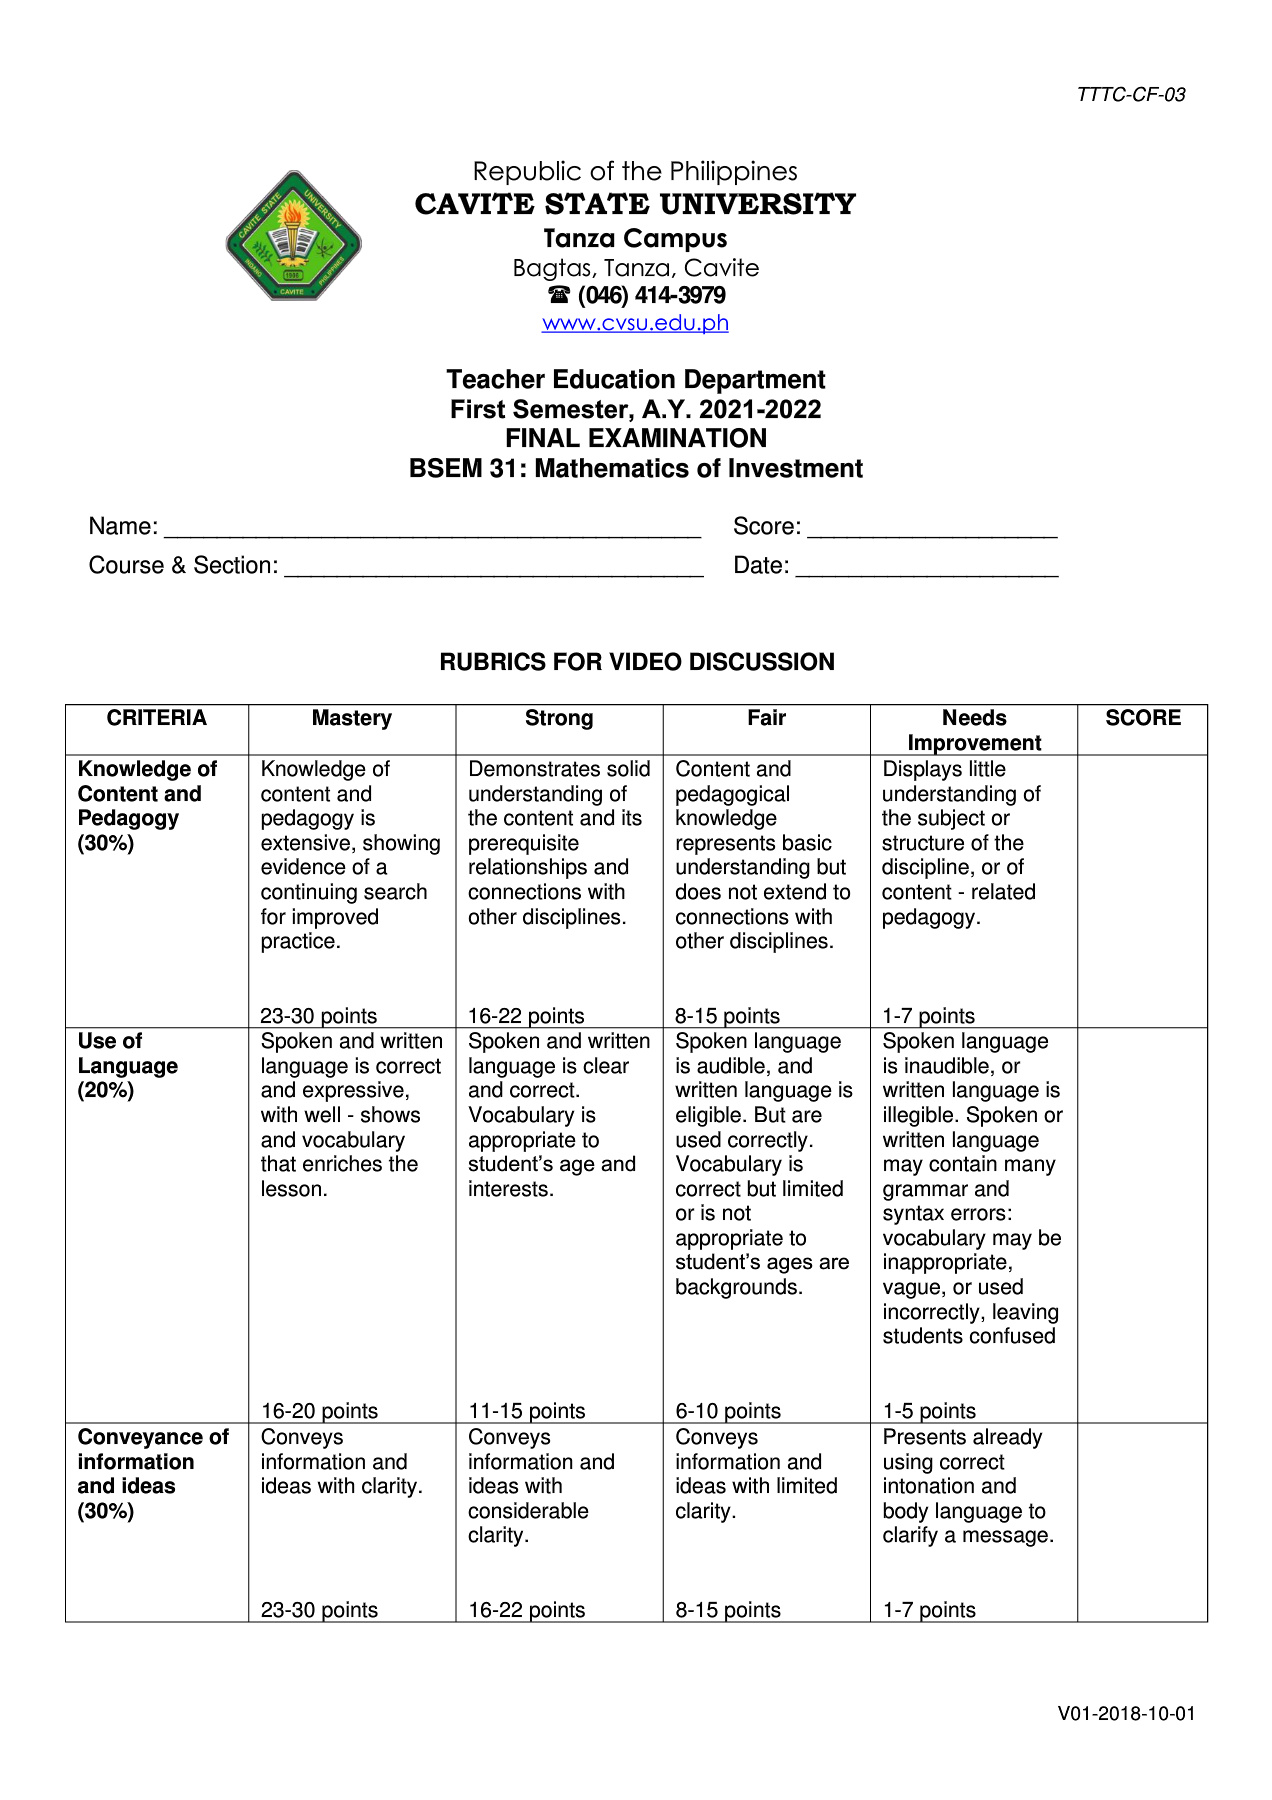 TTTC-CF-03
Republic of the Philippines
CAVITE STATE UNIVERSITY
Tanza Campus
Bagtas, Tanza, Cavite
☎ (046) 414-3979
www.cvsu.edu.ph
CAVITE STATE UNIVERSITY
INDANG
PHILIPPINES
1906
CAVITE
Teacher Education Department
First Semester, A.Y. 2021-2022
FINAL EXAMINATION
BSEM 31: Mathematics of Investment
Name: ____________________ Score: ____________________
Course & Section: ____________________ Date: ____________________
RUBRICS FOR VIDEO DISCUSSION
CRITERIA
Mastery
Strong
Fair
Needs
Improvement
SCORE
Knowledge of
Content and
Pedagogy
(30%)
Knowledge of
content and
pedagogy is
extensive, showing
evidence of a
continuing search
for improved
practice.
23-30 points
Demonstrates solid
understanding of
the content and its
prerequisite
relationships and
connections with
other disciplines.
16-22 points
Content and
pedagogical
knowledge
represents basic
understanding but
does not extend to
connections with
other disciplines.
8-15 points
Displays little
understanding of
the subject or
structure of the
discipline, or of
content - related
pedagogy.
1-7 points
Use of
Language
(20%)
Spoken and written
language is correct
and expressive,
with well - shows
and vocabulary
that enriches the
lesson.
16-20 points
Spoken and written
language is clear
and correct.
Vocabulary is
appropriate to
student’s age and
interests.
11-15 points
Spoken language
is audible, and
written language is
eligible. But are
used correctly.
Vocabulary is
correct but limited
or is not
appropriate to
student’s ages are
backgrounds.
6-10 points
Spoken language
is inaudible, or
written language is
illegible. Spoken or
written language
may contain many
grammar and
syntax errors:
vocabulary may be
inappropriate,
vague, or used
incorrectly, leaving
students confused
1-5 points
Conveyance of
information
and ideas
(30%)
Conveys
information and
ideas with clarity.
23-30 points
Conveys
information and
ideas with
considerable
clarity.
16-22 points
Conveys
information and
ideas with limited
clarity.
8-15 points
Presents already
using correct
intonation and
body language to
clarify a message.
1-7 points
V01-2018-10-01